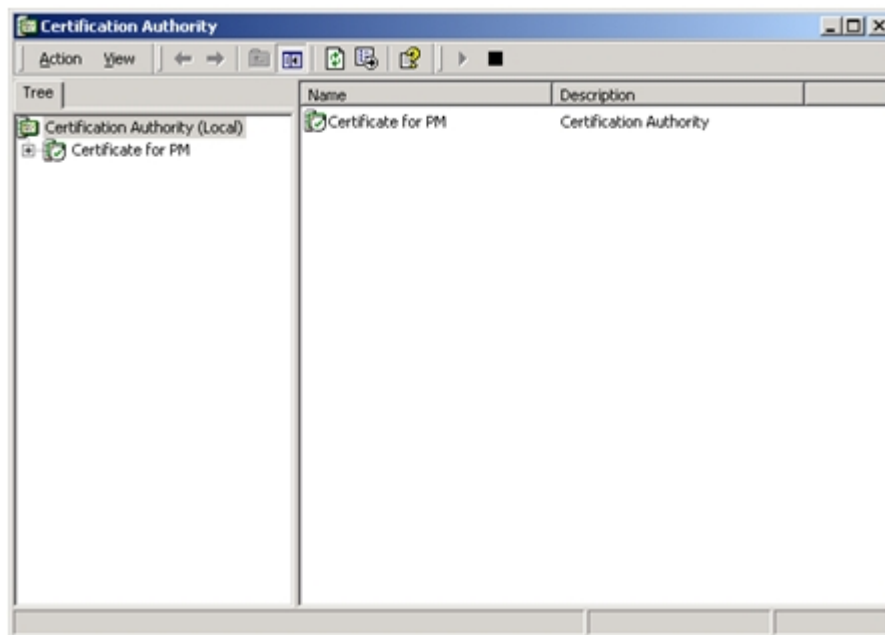 Certification Authority
Action View
Tree
Name Description
Certification Authority (Local)
Certificate for PM
Certificate for PM Certification Authority